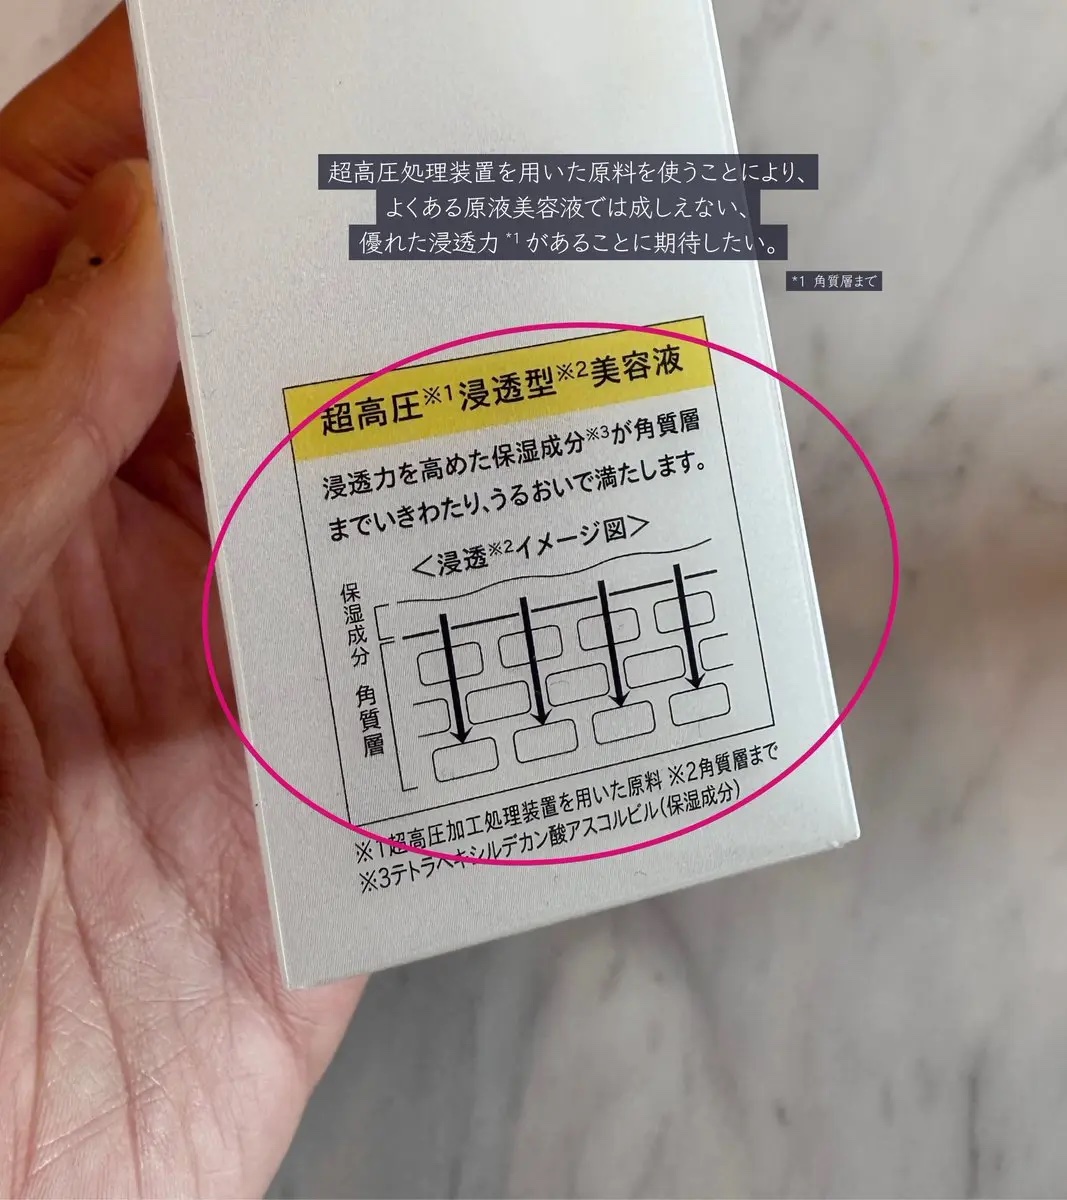 超高圧処理装置を用いた原料を使うことにより、
よくある原液美容液では成しえない、
優れた浸透力 *1 があることに期待したい。
*1 角質層まで
超高圧※1浸透型※2美容液
浸透力を高めた保湿成分※3が角質層
までいきわたり、うるおいで満たします。
＜浸透※2イメージ図＞
保湿成分
角質層
※1超高圧加工処理装置を用いた原料 ※2角質層まで
※3テトラヘキシルデカン酸アスコルビル(保湿成分)